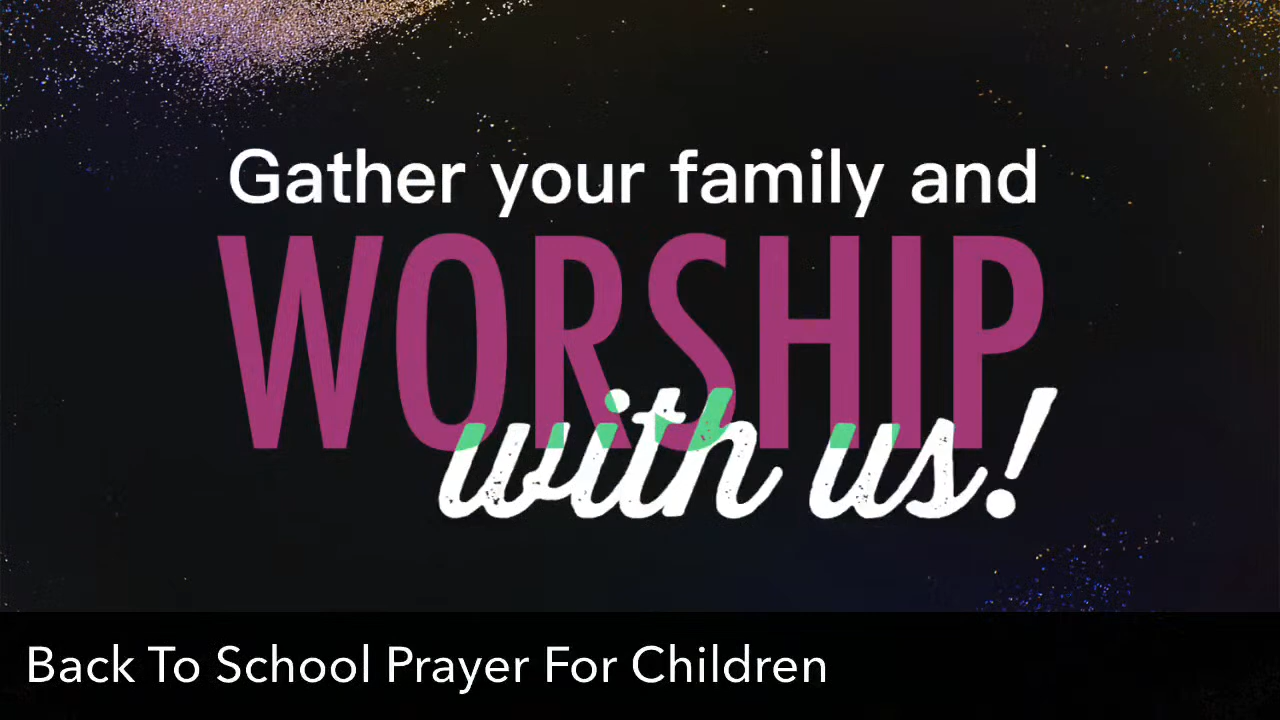 Gather your family and
WORSHIP
with us!
Back To School Prayer For Children